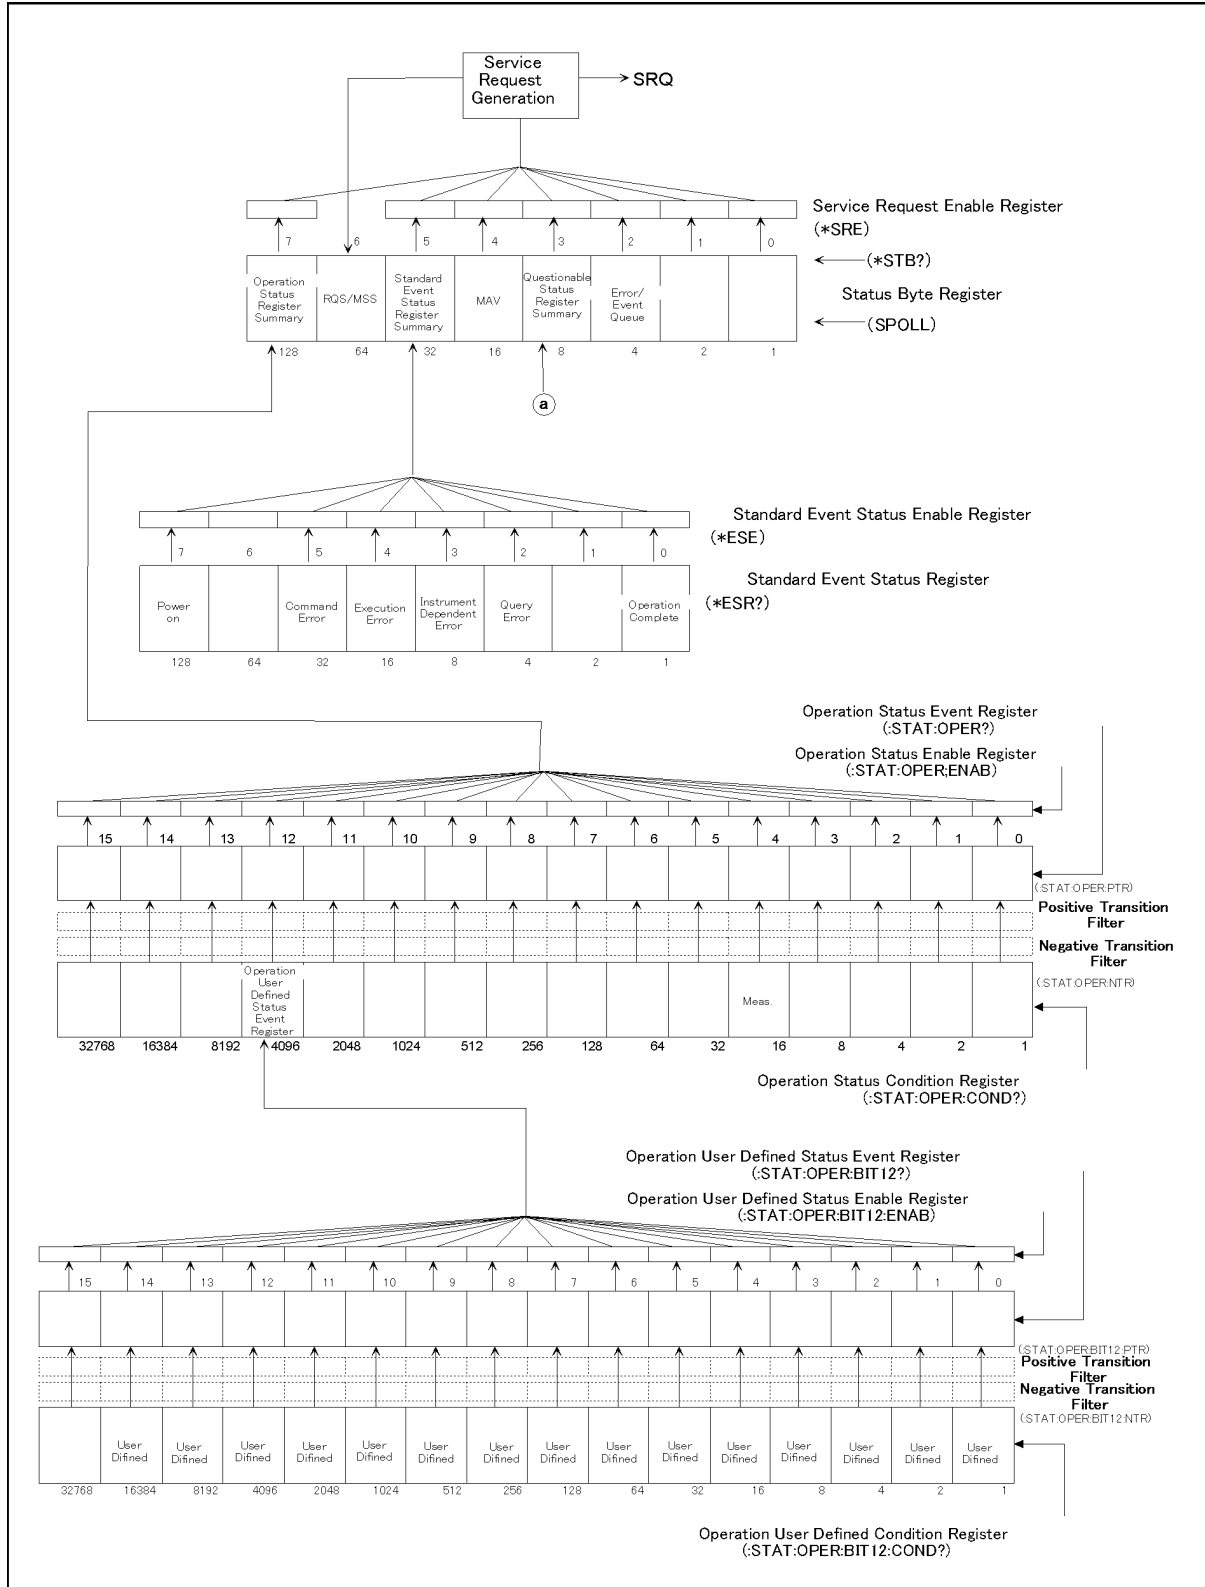 Service
Request
Generation
SRQ
Service Request Enable Register
(*SRE)
7 6 5 4 3 2 1 0
(*STB?)
Operation
Status
Register
Summary
RQS/MSS
Standard
Event
Status
Register
Summary
MAV
Questionable
Status
Register
Summary
Error/
Event
Queue
Status Byte Register
(SPOLL)
128 64 32 16 8 4 2 1
a
Standard Event Status Enable Register
(*ESE)
7 6 5 4 3 2 1 0
Standard Event Status Register
(*ESR?)
Power
on
Command
Error
Execution
Error
Instrument
Dependent
Error
Query
Error
Operation
Complete
128 64 32 16 8 4 2 1
Operation Status Event Register
(:STAT:OPER?)
Operation Status Enable Register
(:STAT:OPER;ENAB)
15 14 13 12 11 10 9 8 7 6 5 4 3 2 1 0
(:STAT:OPER:PTR)
Positive Transition
Filter
Negative Transition
Filter
(:STAT:OPER:NTR)
Operation
User
Defined
Status
Event
Register
Meas.
32768 16384 8192 4096 2048 1024 512 256 128 64 32 16 8 4 2 1
Operation Status Condition Register
(:STAT:OPER:COND?)
Operation User Defined Status Event Register
(:STAT:OPER:BIT12?)
Operation User Defined Status Enable Register
(:STAT:OPER:BIT12:ENAB)
15 14 13 12 11 10 9 8 7 6 5 4 3 2 1 0
(:STAT:OPER:BIT12:PTR)
Positive Transition
Filter
Negative Transition
Filter
(:STAT:OPER:BIT12:NTR)
User
Difined
User
Difined
User
Difined
User
Difined
User
Difined
User
Difined
User
Difined
User
Difined
User
Difined
User
Difined
User
Difined
User
Difined
User
Difined
User
Difined
User
Difined
32768 16384 8192 4096 2048 1024 512 256 128 64 32 16 8 4 2 1
Operation User Defined Condition Register
(:STAT:OPER:BIT12:COND?)